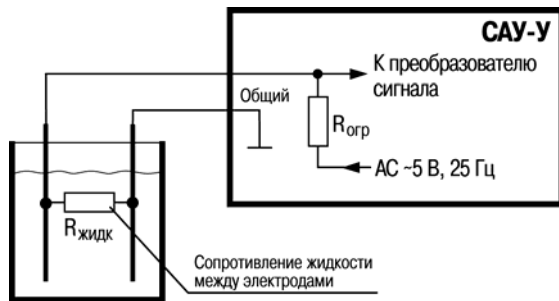 САУ-У
К преобразователю
сигнала
Общий
Rогр
АС ~5 В, 25 Гц
Rжидк
Сопротивление жидкости
между электродами